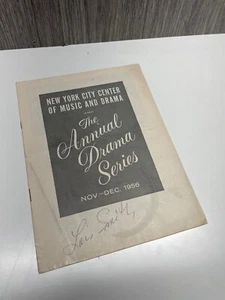 NEW YORK CITY CENTER
OF MUSIC AND DRAMA
The
Annual
Drama
Series
NOV.-DEC. 1956
Lois Smith